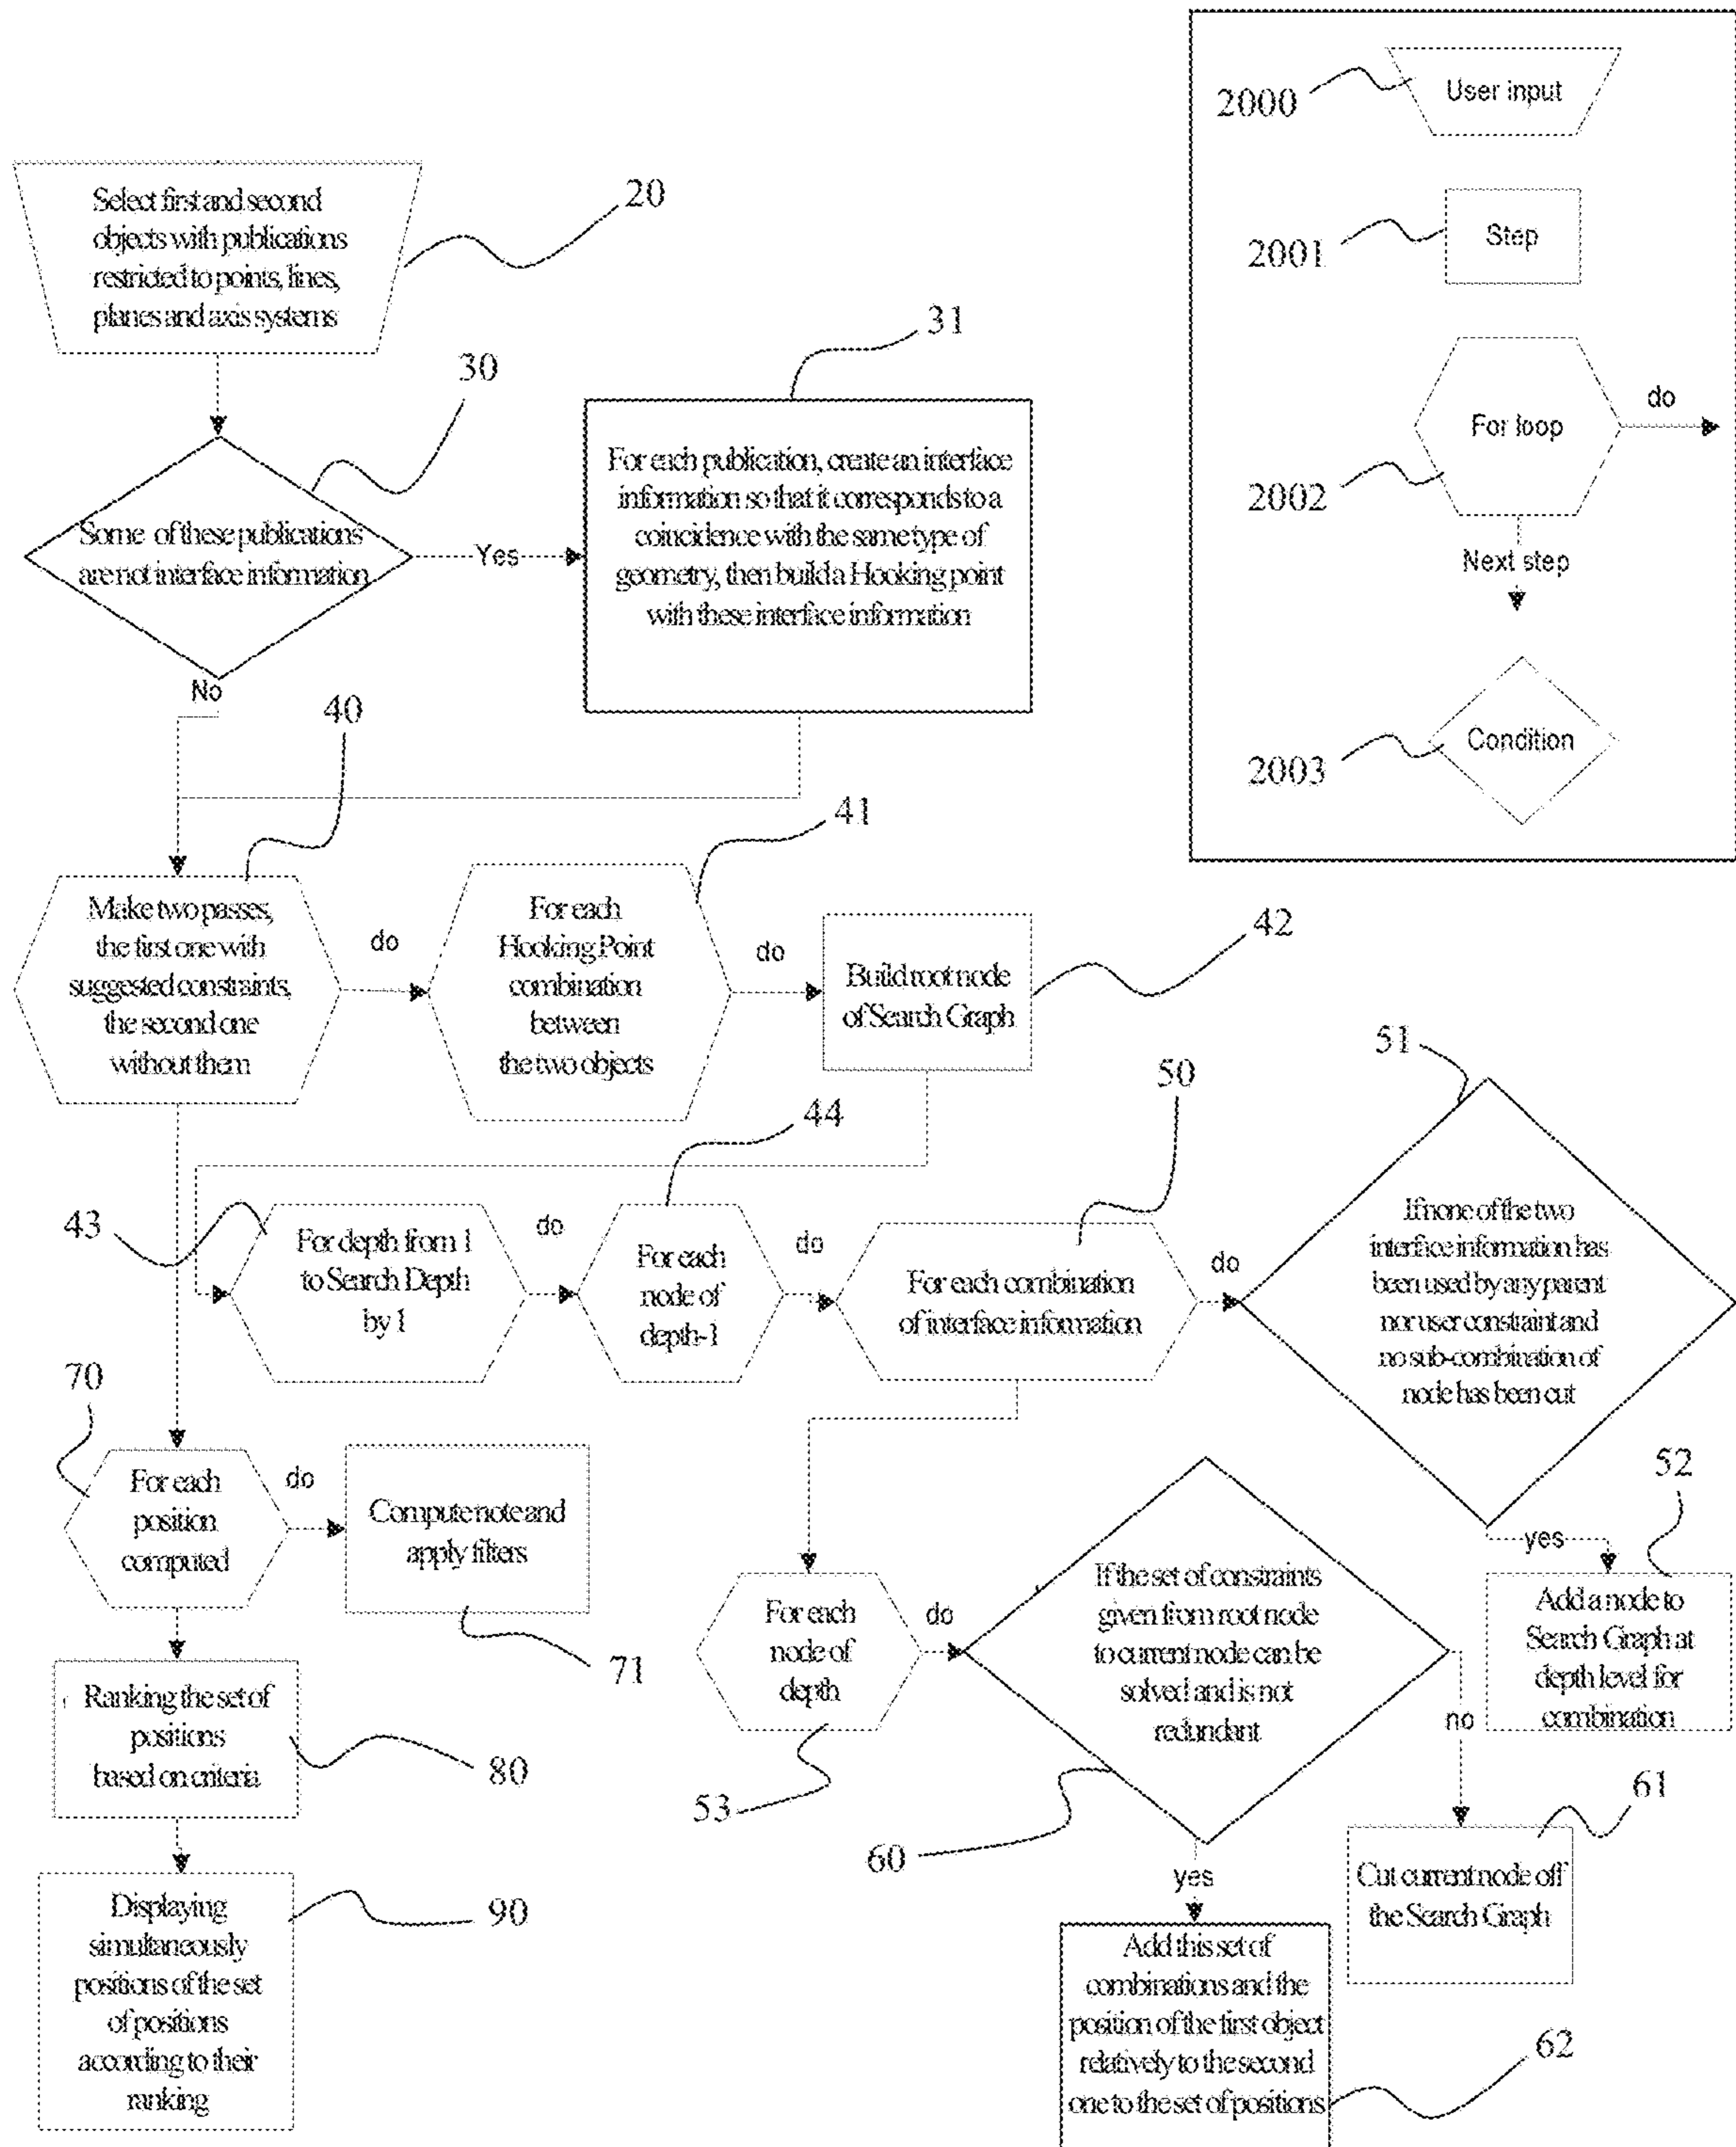 2000
User input
2001
Step
For loop
do
2002
Next step
2003
Condition
Select first and second
objects with publications
restricted to points, lines,
planes and axis systems
20
30
Some of these publications
are not interface information
Yes
No
31
For each publication, create an interface
information so that it corresponds to a
coincidence with the same type of
geometry, then build a Hooking point
with these interface information
40
Make two passes,
the first one with
suggested constraints,
the second one
without them
do
41
For each
Hooking Point
combination
between
the two objects
do
42
Build root node
of Search Graph
43
For depth from 1
to Search Depth
by 1
do
44
For each
node of
depth-1
do
50
For each combination
of interface information
do
51
If none of the two
interface information has
been used by any parent
nor user constraint and
no sub-combination of
node has been cut
yes
52
Add a node to
Search Graph at
depth level for
combination
53
For each
node of
depth
do
60
If the set of constraints
given from root node
to current node can be
solved and is not
redundant
no
61
Cut current node off
the Search Graph
yes
62
Add this set of
combinations and the
position of the first object
relatively to the second
one to the set of positions
70
For each
position
computed
do
71
Compute note and
apply filters
80
Ranking the set of
positions
based on criteria
90
Displaying
simultaneously
positions of the set
of positions
according to their
ranking